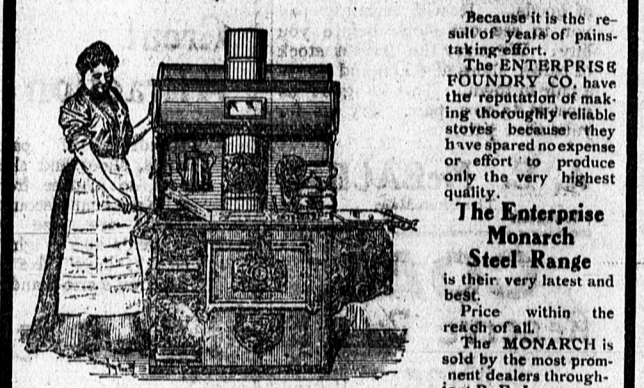 Because it is the re-
sult of years of pains-
taking effort.
The ENTERPRISE
FOUNDRY CO. have
the reputation of mak-
ing thoroughly reliable
stoves because they
have spared no expense
or effort to produce
only the very highest
quality.
The Enterprise
Monarch
Steel Range
is their very latest and
best.
Price within the
reach of all.
The MONARCH is
sold by the most prom-
nent dealers through-